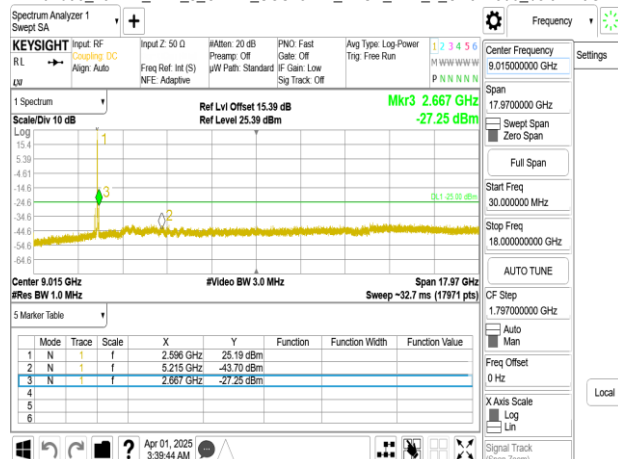 Spectrum Analyzer 1
Swept SA
Frequency
Settings
KEYSIGHT
RL
Input: RF
Coupling: DC
Align: Auto
Input Z: 50 Ω
Freq Ref: Int (S)
NFE: Adaptive
#Atten: 20 dB
Preamp: Off
µW Path: Standard
PNO: Fast
Gate: Off
IF Gain: Low
Sig Track: Off
Avg Type: Log-Power
Trig: Free Run
1 2 3 4 5 6
M W W W W W
P N N N N N
1 Spectrum
Scale/Div 10 dB
Log
Ref Lvl Offset 15.39 dB
Ref Level 25.39 dBm
Mkr3 2.667 GHz
-27.25 dBm
15.4
5.39
-4.61
-14.6
-24.6
-34.6
-44.6
-54.6
-64.6
1
3
2
DL1 -25.00 dBm
Center 9.015 GHz
#Res BW 1.0 MHz
#Video BW 3.0 MHz
Span 17.97 GHz
Sweep ~32.7 ms (17971 pts)
5 Marker Table
Mode Trace Scale X Y Function Function Width Function Value
1 N 1 f 2.596 GHz 25.19 dBm
2 N 1 f 5.215 GHz -43.70 dBm
3 N 1 f 2.667 GHz -27.25 dBm
4
5
6
Apr 01, 2025
3:39:44 AM
Center Frequency
9.015000000 GHz
Span
17.9700000 GHz
Swept Span
Zero Span
Full Span
Start Freq
30.000000 MHz
Stop Freq
18.000000000 GHz
AUTO TUNE
CF Step
1.797000000 GHz
Auto
Man
Freq Offset
0 Hz
X Axis Scale
Log
Lin
Local
Signal Track